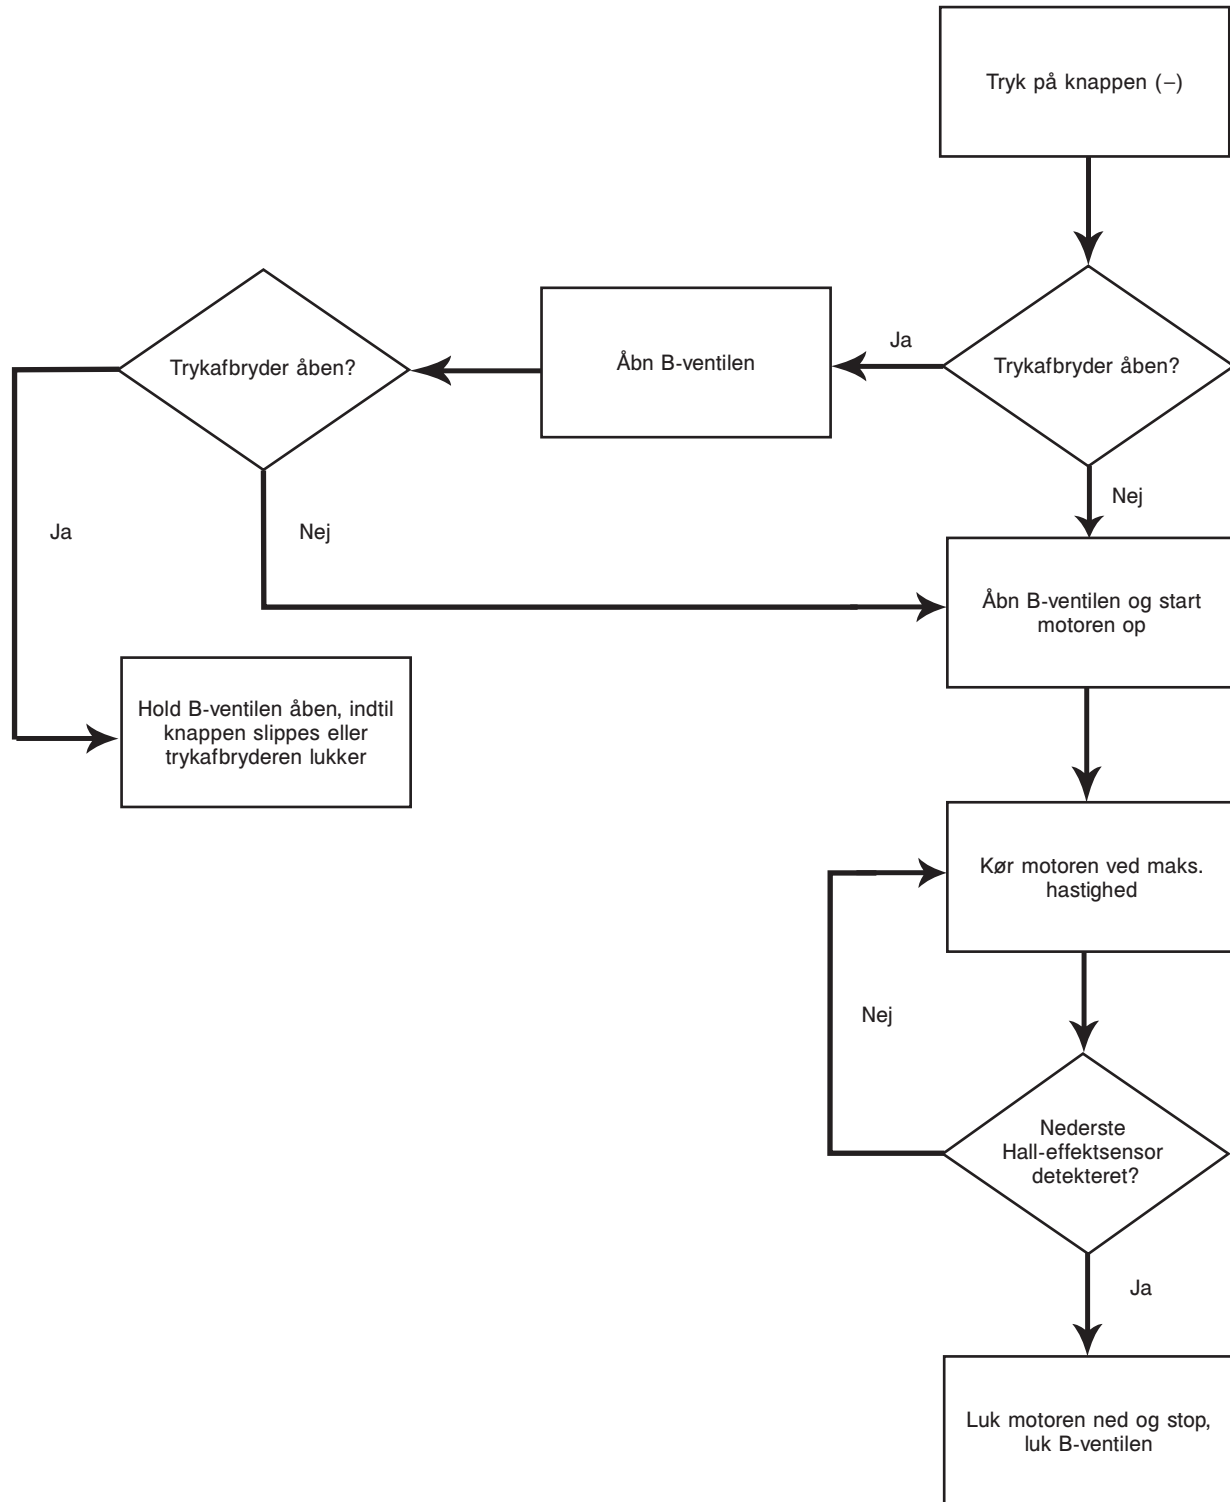 Tryk på knappen (–)
Ja
Trykafbryder åben?
Åbn B-ventilen
Trykafbryder åben?
Nej
Ja
Nej
Åbn B-ventilen og start
motoren op
Hold B-ventilen åben, indtil
knappen slippes eller
trykafbryderen lukker
Kør motoren ved maks.
hastighed
Nej
Nederste
Hall-effektsensor
detekteret?
Ja
Luk motoren ned og stop,
luk B-ventilen